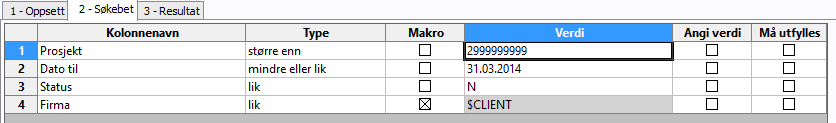 1 - Oppsett 2 - Søkebet 3 - Resultat
Kolonnenavn Type Makro Verdi Angi verdi Må utfylles
1 Prosjekt større enn 2999999999
2 Dato til mindre eller lik 31.03.2014
3 Status lik N
4 Firma lik $CLIENT